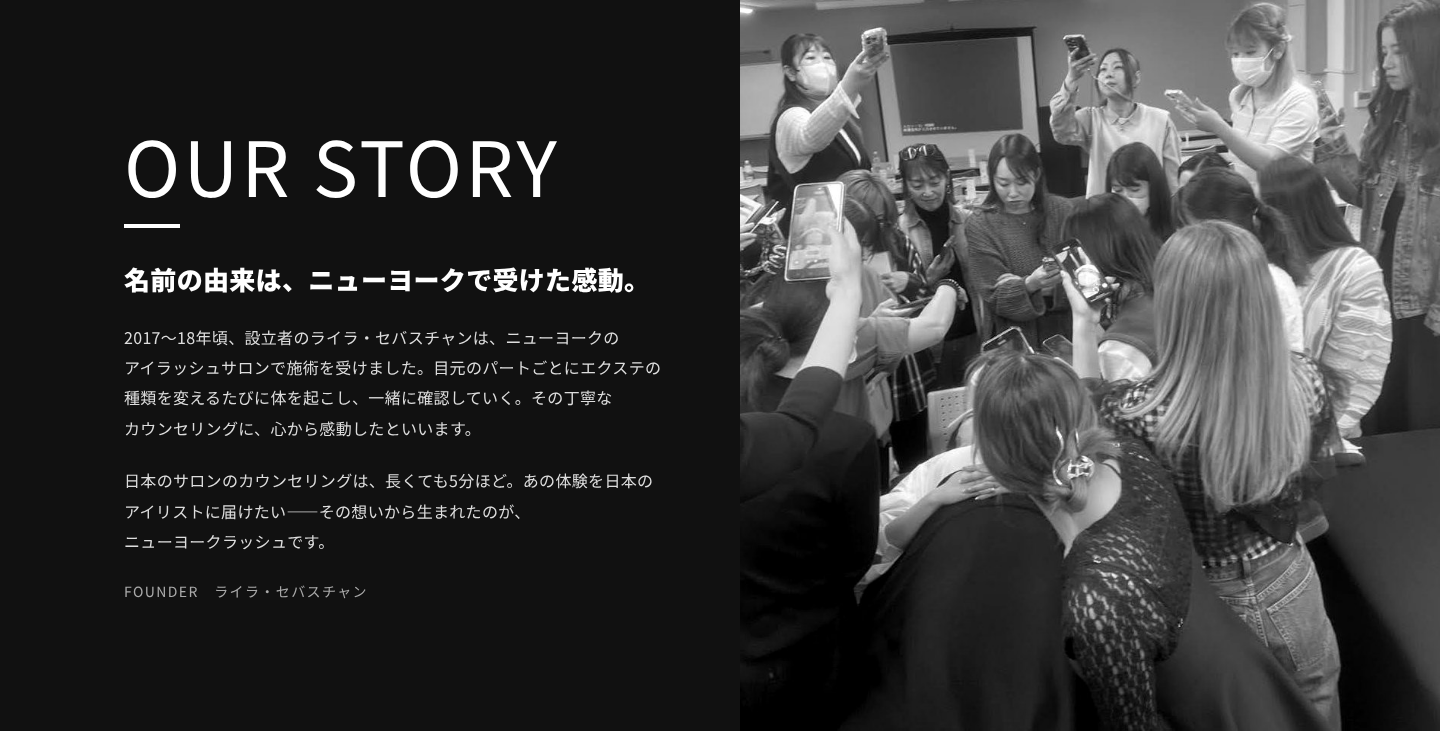 OUR STORY
名前の由来は、ニューヨークで受けた感動。
2017〜18年頃、設立者のライラ・セバスチャンは、ニューヨークの
アイラッシュサロンで施術を受けました。目元のパートごとにエクステの
種類を変えるたびに体を起こし、一緒に確認していく。その丁寧な
カウンセリングに、心から感動したといいます。
日本のサロンのカウンセリングは、長くても5分ほど。あの体験を日本の
アイリストに届けたい——その想いから生まれたのが、
ニューヨークラッシュです。
FOUNDER　ライラ・セバスチャン